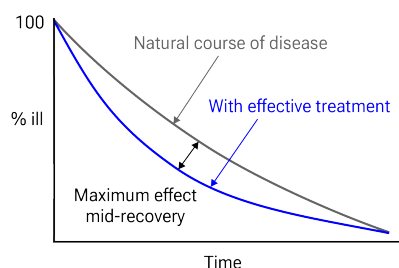 100
Natural course of disease
With effective treatment
% ill
Maximum effect
mid-recovery
Time